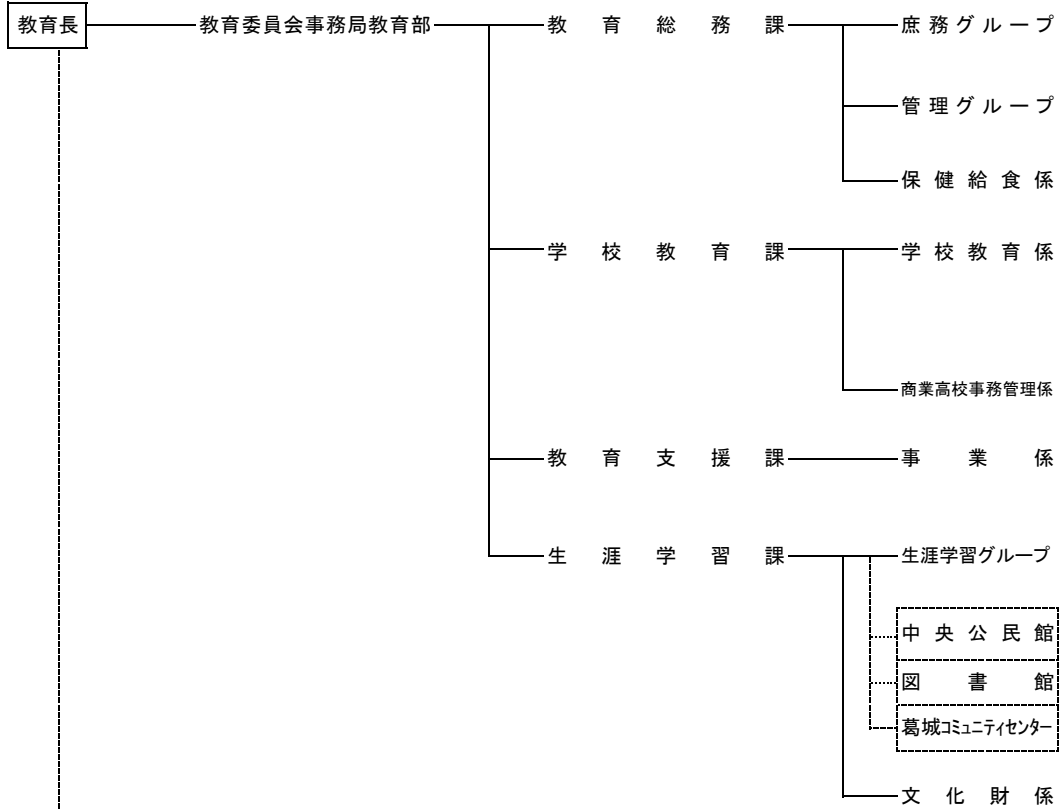 教育長 教育委員会事務局教育部 教育総務課 庶務グループ
管理グループ
保健給食係
学校教育課 学校教育係
商業高校事務管理係
教育支援課 事業係
生涯学習課 生涯学習グループ
中央公民館
図書館
葛城コミュニティセンター
文化財係